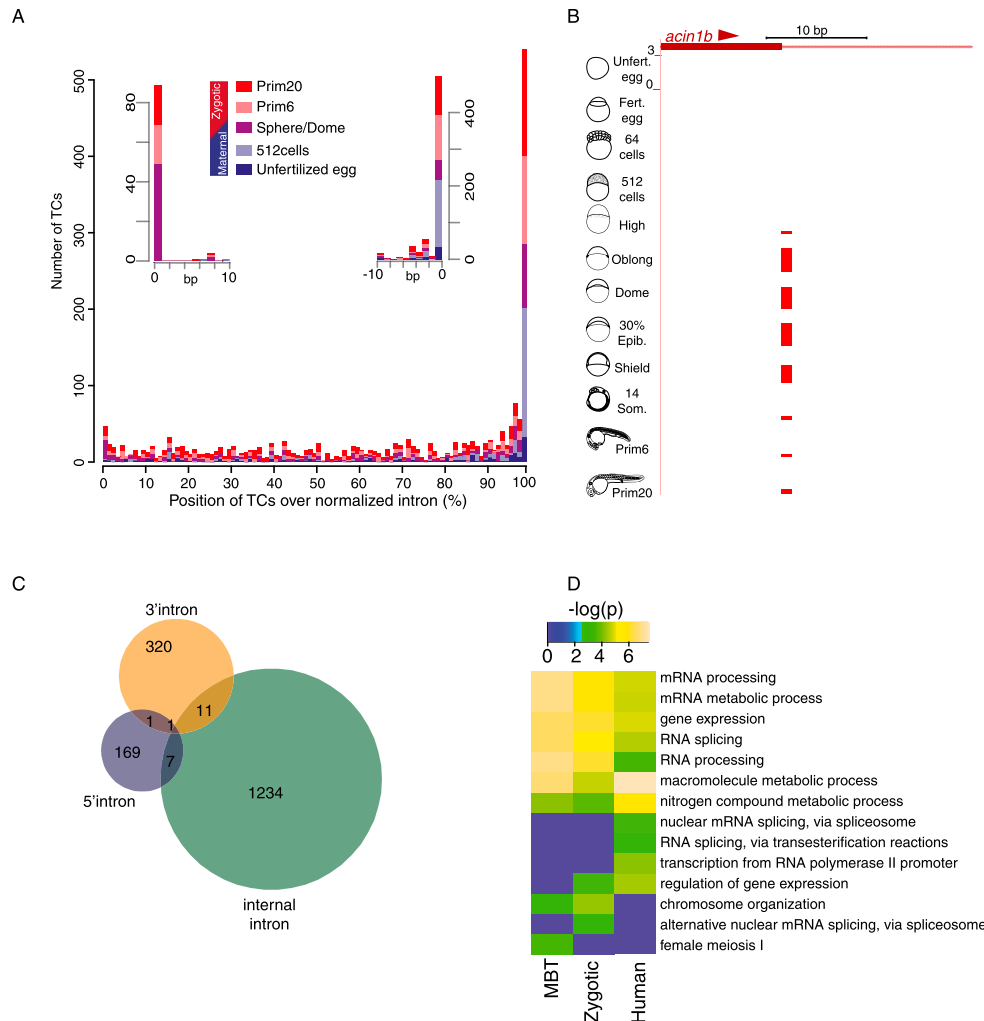 A
Number of TCs
500
400
300
200
100
0
0 10 20 30 40 50 60 70 80 90 100
Position of TCs over normalized intron (%)
80
40
0
0 bp 10
Zygotic
Maternal
Prim20
Prim6
Sphere/Dome
512cells
Unfertilized egg
400
200
0
-10 bp 0
B
acin1b
10 bp
3
0
Unfert.
egg
Fert.
egg
64
cells
512
cells
High
Oblong
Dome
30%
Epib.
Shield
14
Som.
Prim6
Prim20
C
3'intron
320
11
1
1
169
7
5'intron
1234
internal
intron
D
-log(p)
0 2 4 6
mRNA processing
mRNA metabolic process
gene expression
RNA splicing
RNA processing
macromolecule metabolic process
nitrogen compound metabolic process
nuclear mRNA splicing, via spliceosome
RNA splicing, via transesterification reactions
transcription from RNA polymerase II promoter
regulation of gene expression
chromosome organization
alternative nuclear mRNA splicing, via spliceosome
female meiosis I
MBT
Zygotic
Human